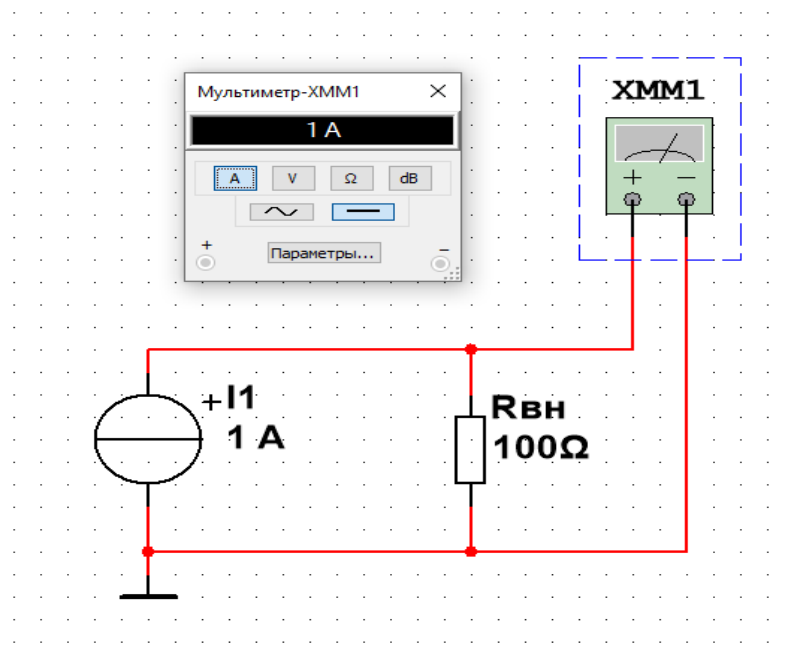 Мультиметр-XMM1
1 A
A V Ω dB
+ Параметры... −
XMM1
+ −
+ I1
1 A
Rвн
100Ω